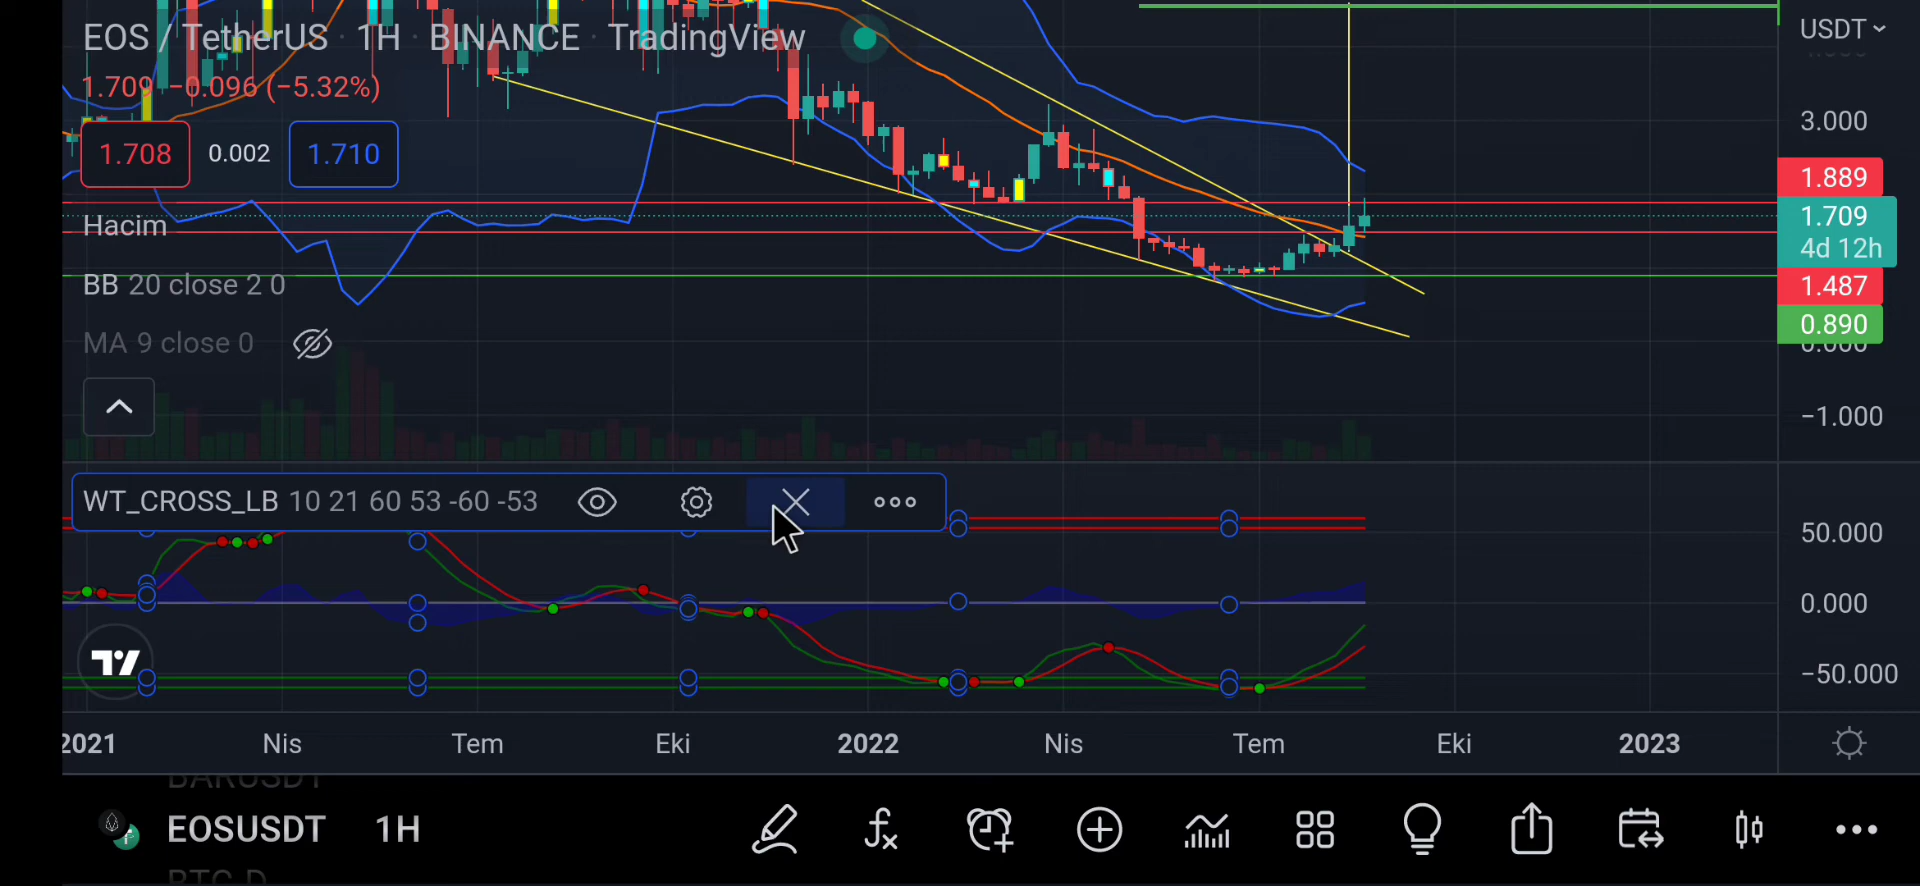 EOS / TetherUS · 1H · BINANCE · TradingView
USDT
1.709 −0.096 (−5.32%)
1.708
0.002
1.710
3.000
1.889
1.709
4d 12h
1.487
0.890
0.000
−1.000
Hacim
BB 20 close 2 0
MA 9 close 0
WT_CROSS_LB 10 21 60 53 -60 -53
50.000
0.000
−50.000
2021 Nis Tem Eki 2022 Nis Tem Eki 2023
BARUSDT
EOSUSDT 1H
BTC.D